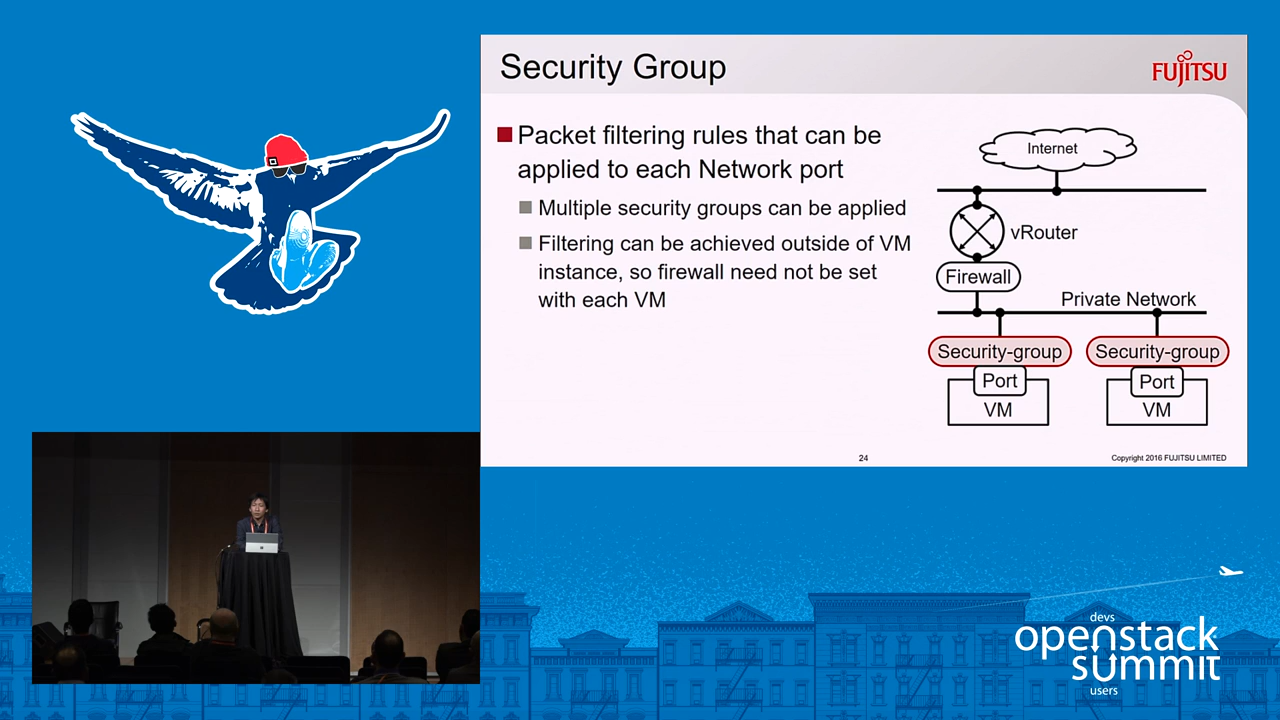 Security Group
FUJITSU
Packet filtering rules that can be
applied to each Network port
Multiple security groups can be applied
Filtering can be achieved outside of VM
instance, so firewall need not be set
with each VM
Internet
vRouter
Firewall
Private Network
Security-group
Security-group
Port
Port
VM
VM
24
Copyright 2016 FUJITSU LIMITED
devs
openstack
summit
users